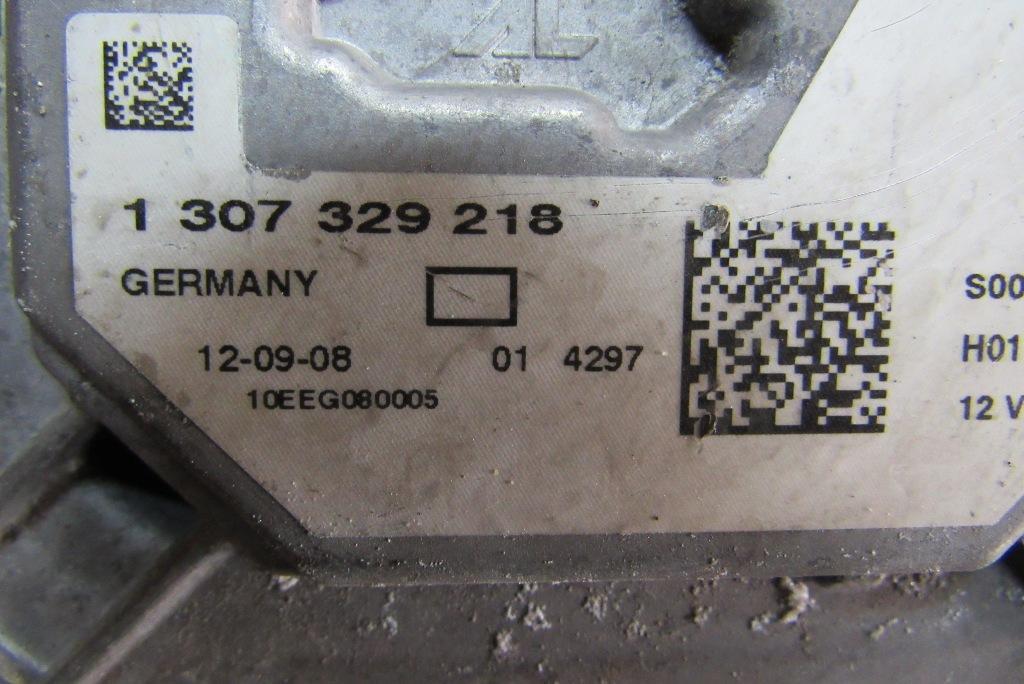 1 307 329 218
GERMANY
12-09-08 01 4297
10EEG080005
S00
H01
12 V